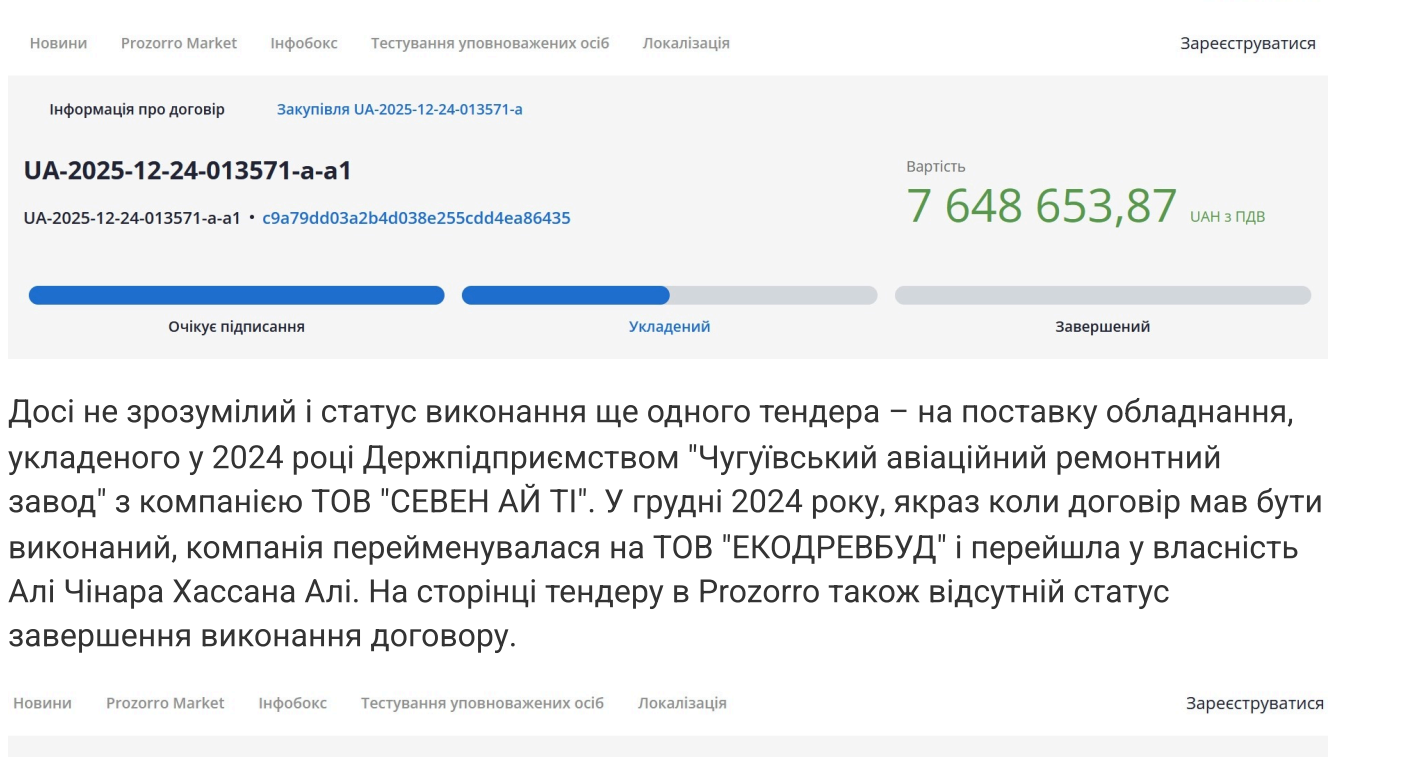 Новини Prozorro Market Інфобокс Тестування уповноважених осіб Локалізація Зареєструватися
Інформація про договір Закупівля UA-2025-12-24-013571-a
UA-2025-12-24-013571-a-a1
Вартість
7 648 653,87 UAH з ПДВ
UA-2025-12-24-013571-a-a1 • c9a79dd03a2b4d038e255cdd4ea86435
Очікує підписання Укладений Завершений
Досі не зрозумілий і статус виконання ще одного тендера – на поставку обладнання,
укладеного у 2024 році Держпідприємством "Чугуївський авіаційний ремонтний
завод" з компанією ТОВ "СЕВЕН АЙ ТІ". У грудні 2024 року, якраз коли договір мав бути
виконаний, компанія перейменувалася на ТОВ "ЕКОДРЕВБУД" і перейшла у власність
Алі Чінара Хассана Алі. На сторінці тендеру в Prozorro також відсутній статус
завершення виконання договору.
Новини Prozorro Market Інфобокс Тестування уповноважених осіб Локалізація Зареєструватися